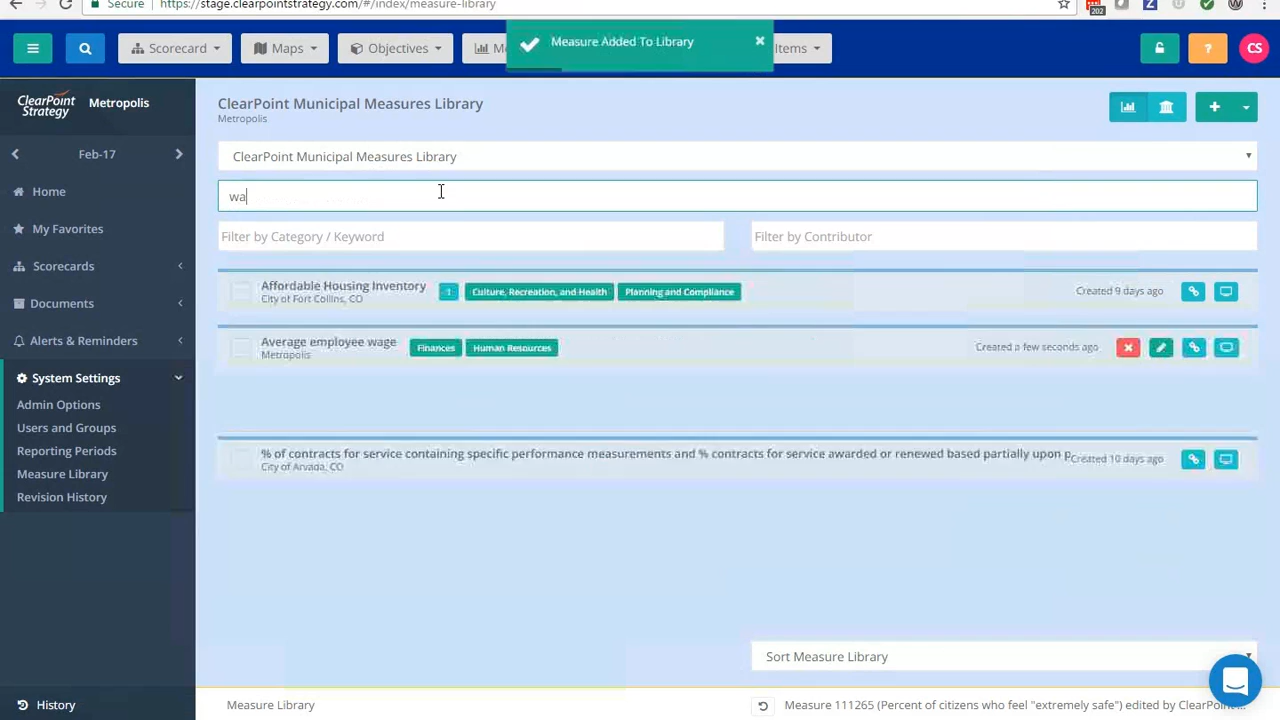 Secure
https://stage.clearpointstrategy.com/#/index/measure-library
202
Z
Scorecard
Maps
Objectives
Measure Added To Library
Items
?
CS
ClearPoint Strategy
Metropolis
Feb-17
Home
My Favorites
Scorecards
Documents
Alerts & Reminders
System Settings
Admin Options
Users and Groups
Reporting Periods
Measure Library
Revision History
History
ClearPoint Municipal Measures Library
Metropolis
ClearPoint Municipal Measures Library
wa
Filter by Category / Keyword
Filter by Contributor
Affordable Housing Inventory
City of Fort Collins, CO
1
Culture, Recreation, and Health
Planning and Compliance
Created 9 days ago
Average employee wage
Metropolis
Finances
Human Resources
Created a few seconds ago
% of contracts for service containing specific performance measurements and % contracts for service awarded or renewed based partially upon p
City of Arvada, CO
Created 10 days ago
Sort Measure Library
Measure Library
Measure 111265 (Percent of citizens who feel "extremely safe") edited by ClearPoint